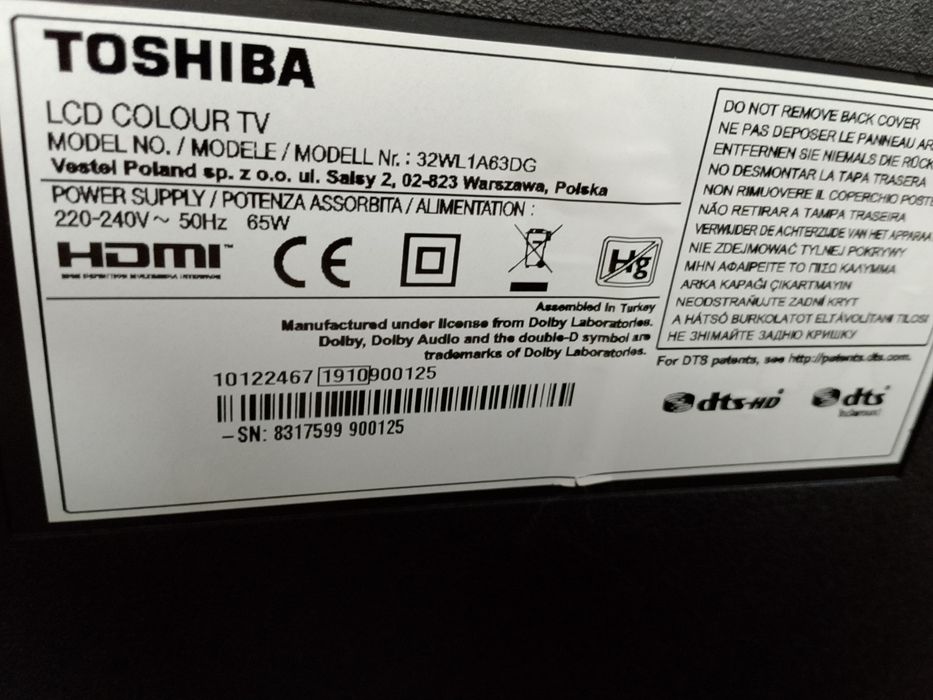 TOSHIBA
LCD COLOUR TV
MODEL NO. / MODELE / MODELL Nr. : 32WL1A63DG
Vestel Poland sp. z o.o. ul. Salsy 2, 02-823 Warszawa, Polska
POWER SUPPLY / POTENZA ASSORBITA / ALIMENTATION :
220-240V ~ 50Hz 65W
HDMI™
HIGH-DEFINITION MULTIMEDIA INTERFACE
CE
Hg
Assembled in Turkey
Manufactured under license from Dolby Laboratories.
Dolby, Dolby Audio and the double-D symbol are
trademarks of Dolby Laboratories.
10122467 1910900125
-SN: 8317599 900125
DO NOT REMOVE BACK COVER
NE PAS DEPOSER LE PANNEAU
ENTFERNEN SIE NIEMALS DIE
NO DESMONTAR LA TAPA TRASERA
NON RIMUOVERE IL COPERCHIO
NÃO RETIRAR A TAMPA TRASEIRA
VERWIJDER DE ACHTERZIJDE VAN HET
NIE ZDEJMOWAĆ TYLNEJ POKRYWY
ΜΗΝ ΑΦΑΙΡΕΙΤΕ ΤΟ ΠΙΣΩ ΚΑΛΥΜΜΑ
ARKA KAPAĞI ÇIKARTMAYIN
NEODSTRAŇUJTE ZADNÍ KRYT
A HÁTSÓ BURKOLATOT ELTÁVOLÍTANI
НЕ ЗНІМАЙТЕ ЗАДНЮ КРИШКУ
For DTS patents, see http://patents.dts.com.
dts-HD
dts
TruSurround